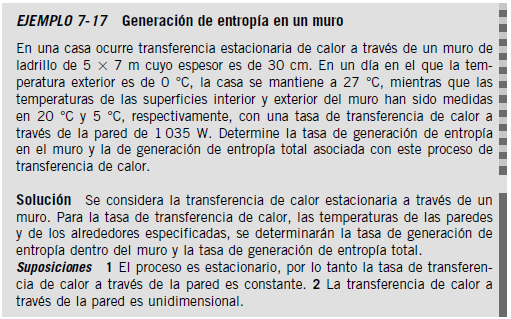 EJEMPLO 7-17 Generación de entropía en un muro
En una casa ocurre transferencia estacionaria de calor a través de un muro de
ladrillo de 5 × 7 m cuyo espesor es de 30 cm. En un día en el que la tem-
peratura exterior es de 0 °C, la casa se mantiene a 27 °C, mientras que las
temperaturas de las superficies interior y exterior del muro han sido medidas
en 20 °C y 5 °C, respectivamente, con una tasa de transferencia de calor a
través de la pared de 1 035 W. Determine la tasa de generación de entropía
en el muro y la de generación de entropía total asociada con este proceso de
transferencia de calor.
Solución Se considera la transferencia de calor estacionaria a través de un
muro. Para la tasa de transferencia de calor, las temperaturas de las paredes
y de los alrededores especificadas, se determinarán la tasa de generación de
entropía dentro del muro y la tasa de generación de entropía total.
Suposiciones 1 El proceso es estacionario, por lo tanto la tasa de transferen-
cia de calor a través de la pared es constante. 2 La transferencia de calor a
través de la pared es unidimensional.